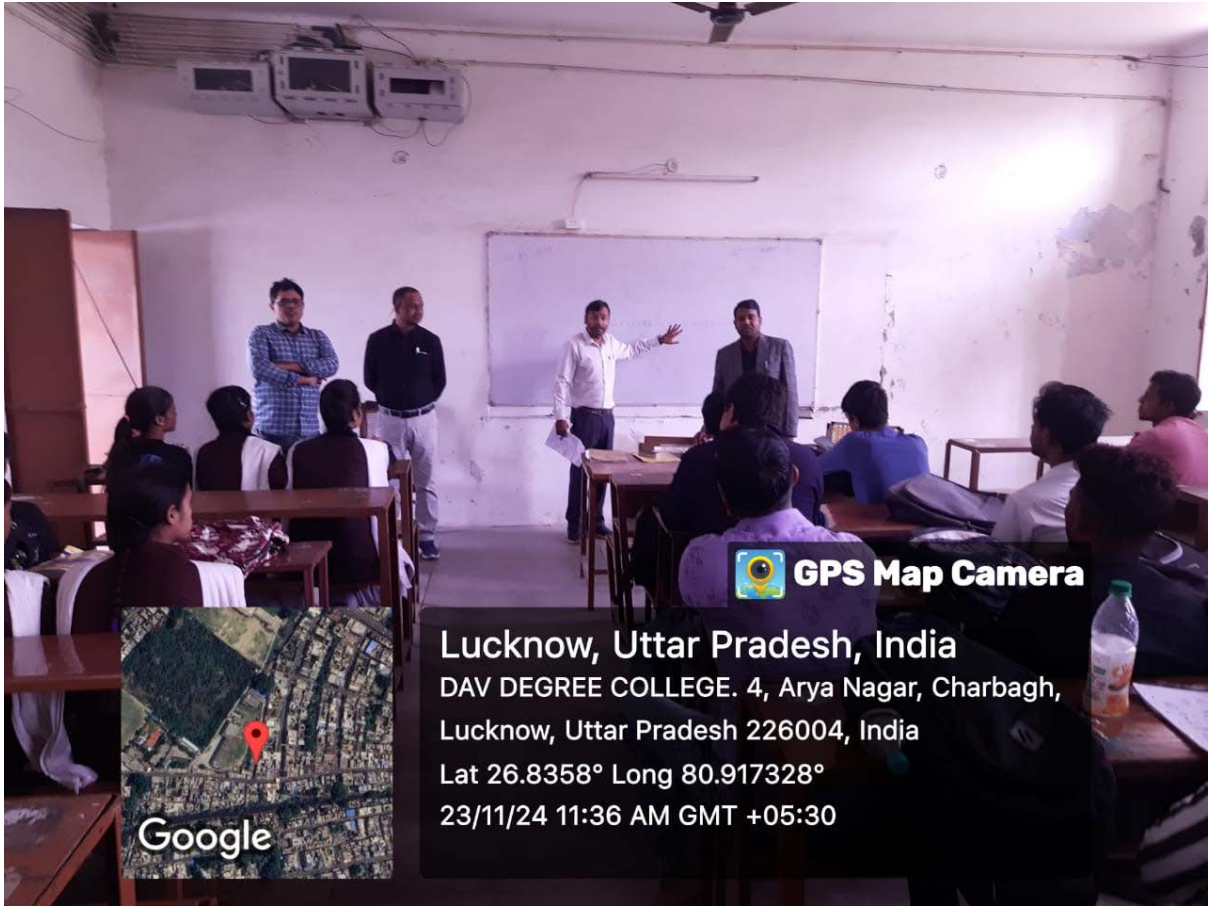 GPS Map Camera
Lucknow, Uttar Pradesh, India
DAV DEGREE COLLEGE. 4, Arya Nagar, Charbagh,
Lucknow, Uttar Pradesh 226004, India
Lat 26.8358° Long 80.917328°
23/11/24 11:36 AM GMT +05:30
Google